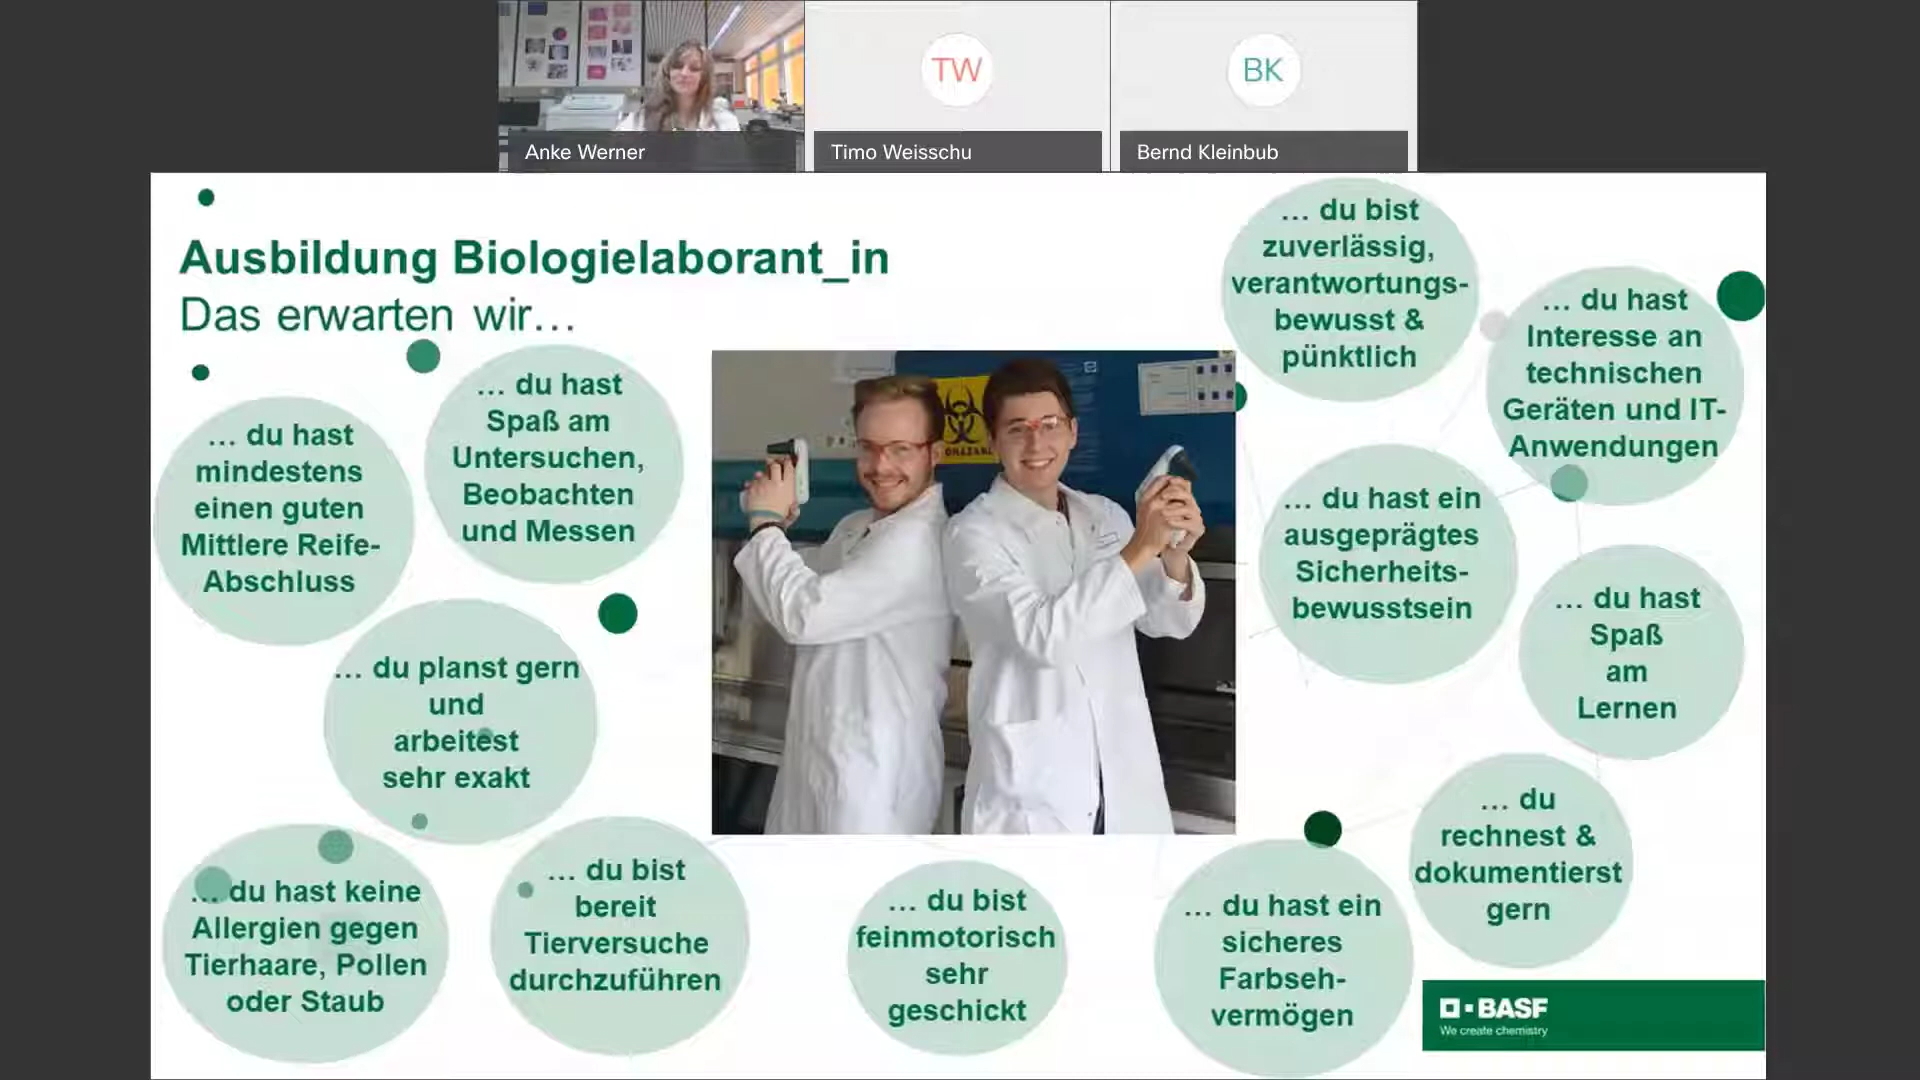 TW
BK
Anke Werner
Timo Weisschu
Bernd Kleinbub
Ausbildung Biologielaborant_in
Das erwarten wir…
… du hast
mindestens
einen guten
Mittlere Reife-
Abschluss
… du hast
Spaß am
Untersuchen,
Beobachten
und Messen
… du planst gern
und
arbeitest
sehr exakt
… du hast keine
Allergien gegen
Tierhaare, Pollen
oder Staub
… du bist
bereit
Tierversuche
durchzuführen
… du bist
feinmotorisch
sehr
geschickt
… du hast ein
sicheres
Farbseh-
vermögen
… du
rechnest &
dokumentierst
gern
… du hast
Spaß
am
Lernen
… du hast ein
ausgeprägtes
Sicherheits-
bewusstsein
… du hast
Interesse an
technischen
Geräten und IT-
Anwendungen
… du bist
zuverlässig,
verantwortungs-
bewusst &
pünktlich
BASF
We create chemistry